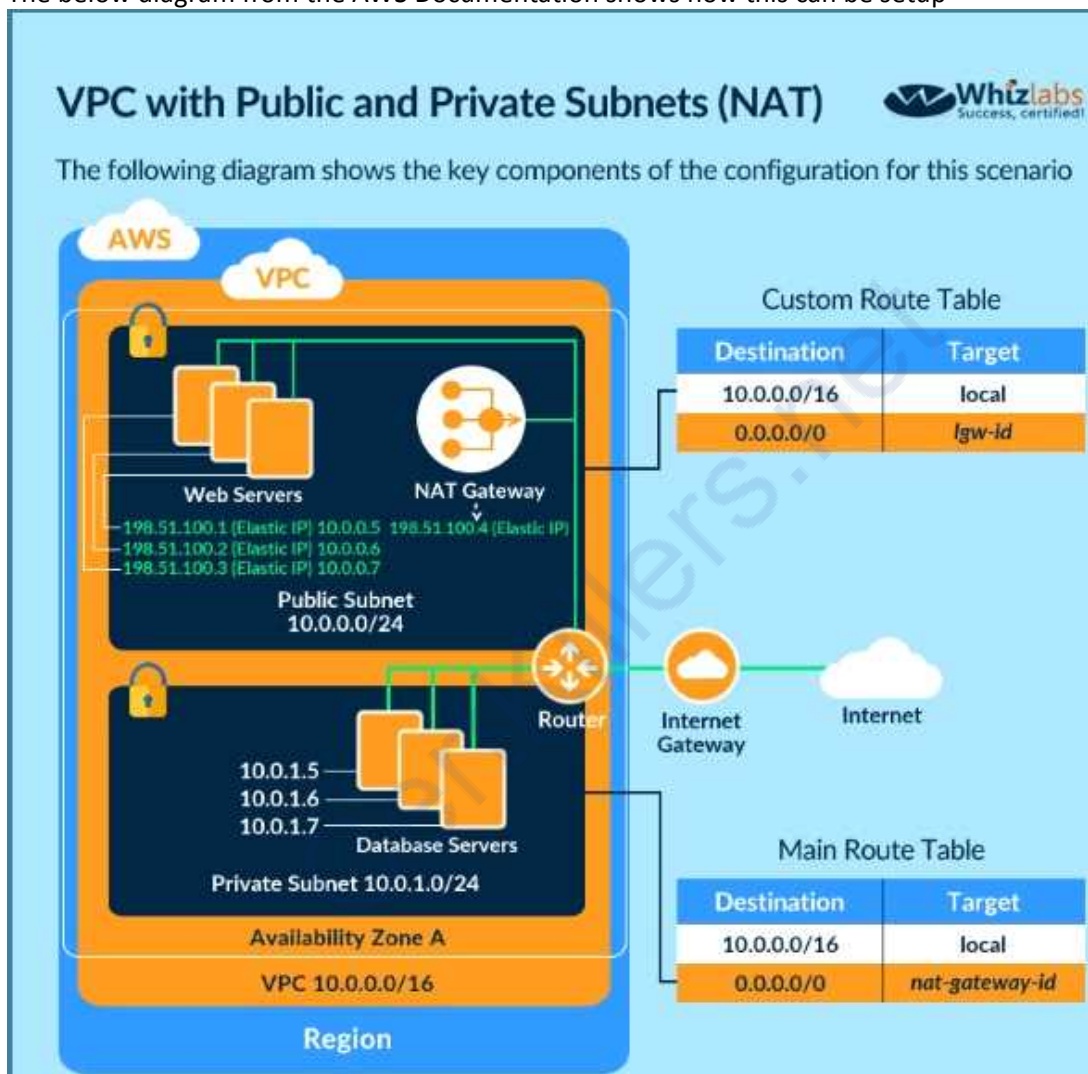 The below diagram from the AWS Documentation shows how this can be setup
VPC with Public and Private Subnets (NAT)
Whizlabs
Success, certified!
The following diagram shows the key components of the configuration for this scenario
AWS
VPC
Web Servers
NAT Gateway
198.51.100.1 (Elastic IP) 10.0.0.5 198.51.100.4 (Elastic IP)
198.51.100.2 (Elastic IP) 10.0.0.6
198.51.100.3 (Elastic IP) 10.0.0.7
Public Subnet
10.0.0.0/24
Custom Route Table
Destination Target
10.0.0.0/16 local
0.0.0.0/0 lgw-id
Router
Internet
Gateway
Internet
10.0.1.5
10.0.1.6
10.0.1.7
Database Servers
Private Subnet 10.0.1.0/24
Availability Zone A
VPC 10.0.0.0/16
Region
Main Route Table
Destination Target
10.0.0.0/16 local
0.0.0.0/0 nat-gateway-id